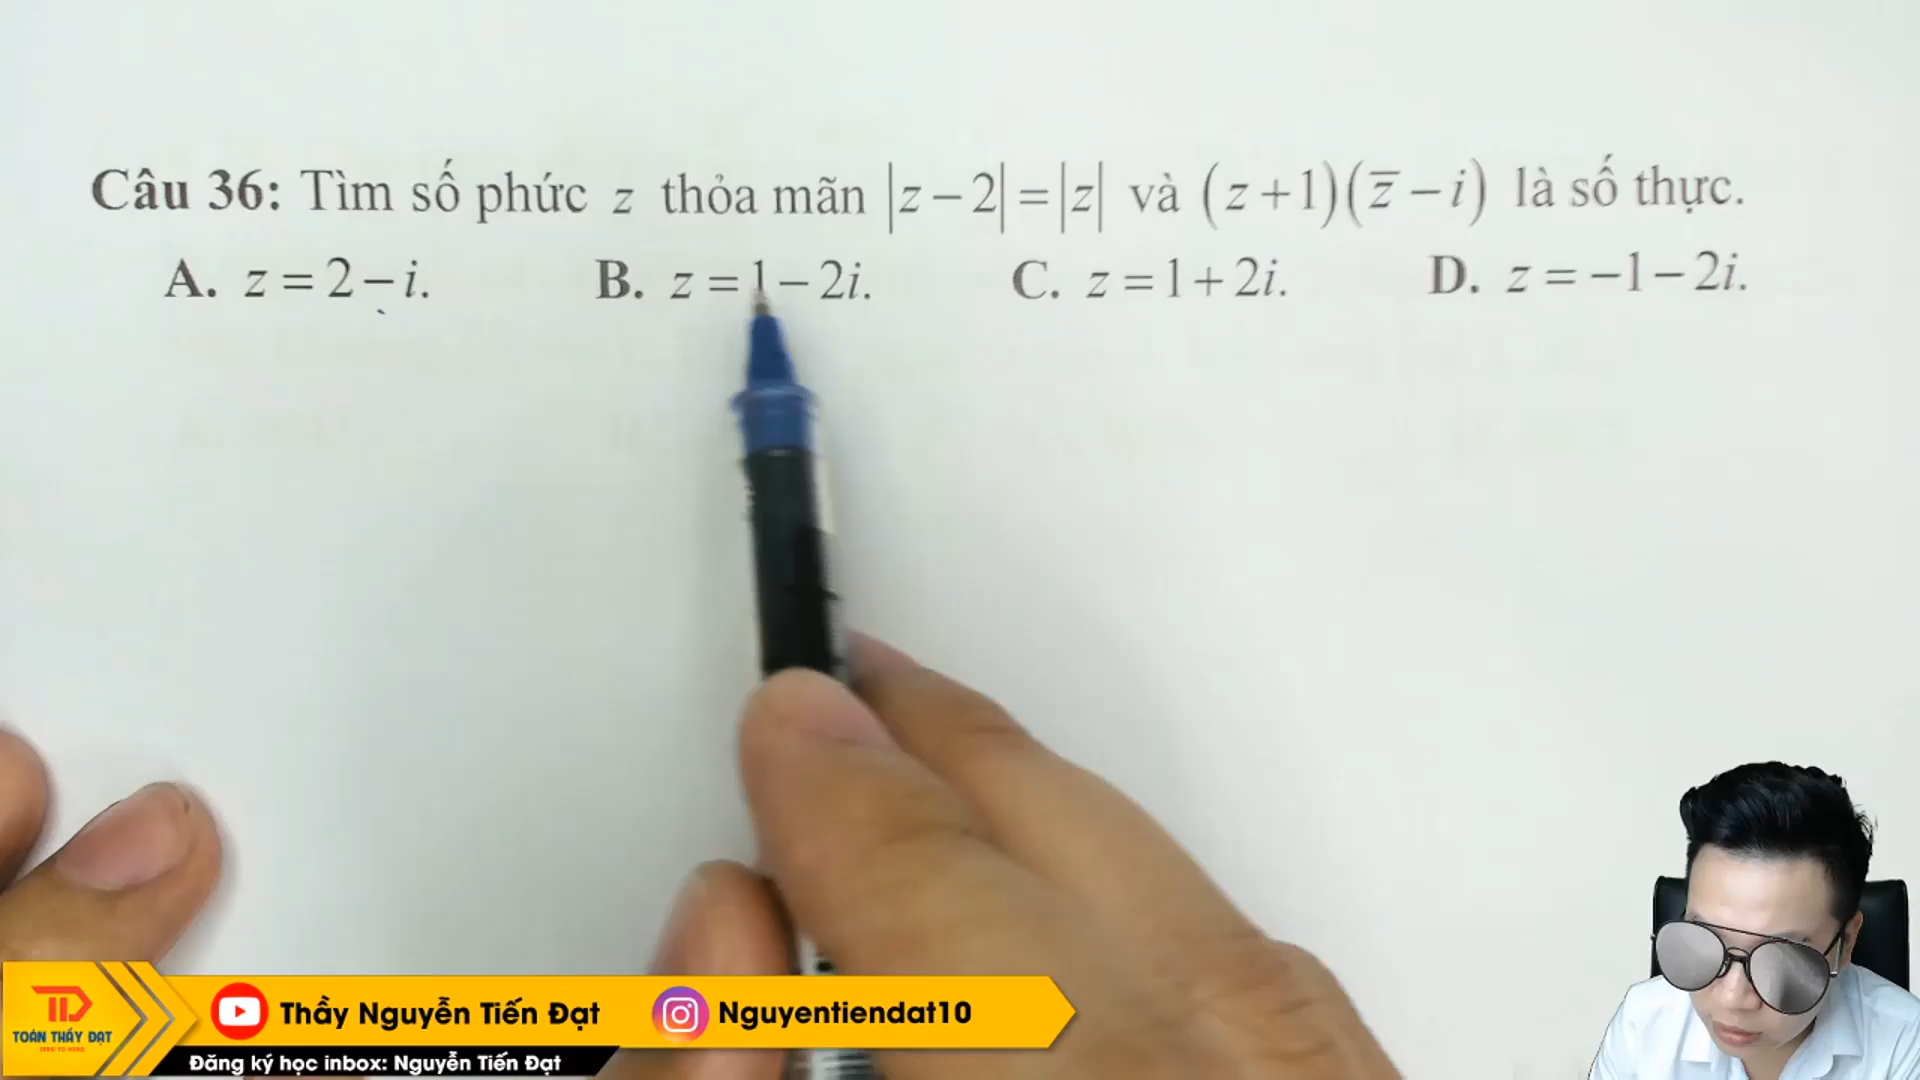 Câu 36: Tìm số phức z thỏa mãn |z − 2| = |z| và (z + 1)(z̅ − i) là số thực.
A. z = 2 − i. B. z = 1 − 2i. C. z = 1 + 2i. D. z = −1 − 2i.
TOÁN THẦY ĐẠT
Thầy Nguyễn Tiến Đạt
Nguyentiendat10
Đăng ký học inbox: Nguyễn Tiến Đạt